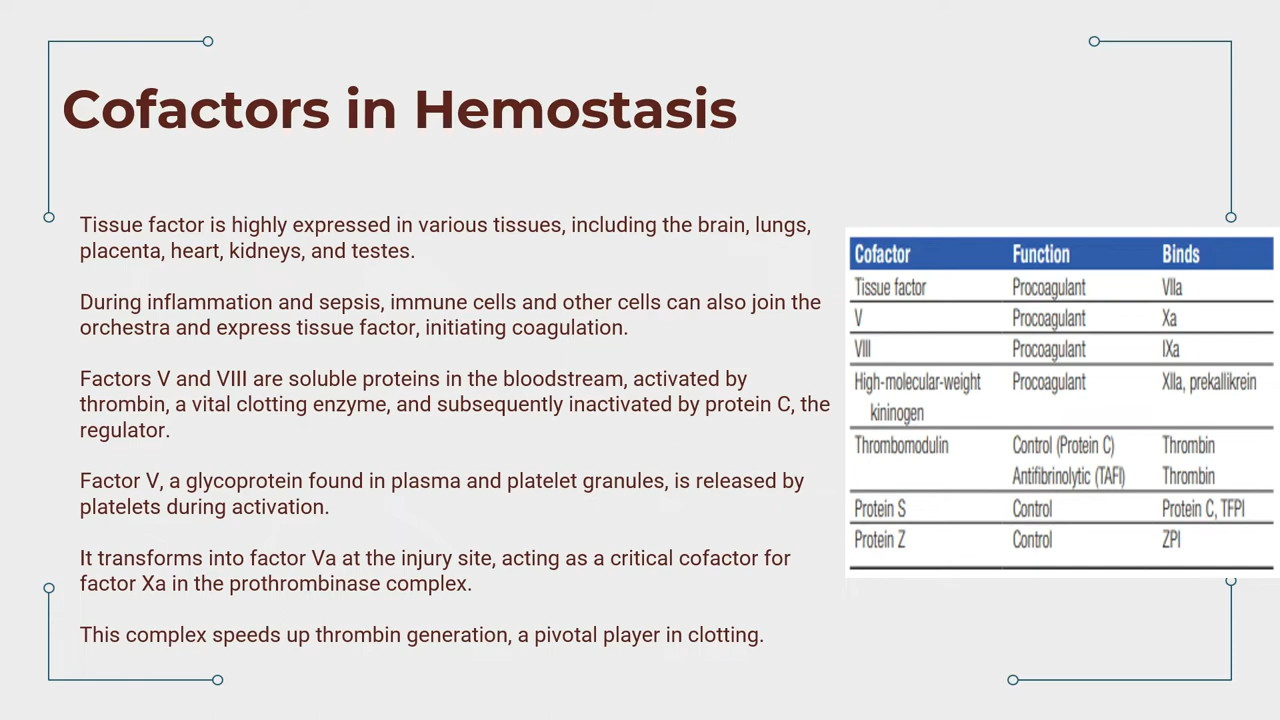 Cofactors in Hemostasis
Tissue factor is highly expressed in various tissues, including the brain, lungs,
placenta, heart, kidneys, and testes.
During inflammation and sepsis, immune cells and other cells can also join the
orchestra and express tissue factor, initiating coagulation.
Factors V and VIII are soluble proteins in the bloodstream, activated by
thrombin, a vital clotting enzyme, and subsequently inactivated by protein C, the
regulator.
Factor V, a glycoprotein found in plasma and platelet granules, is released by
platelets during activation.
It transforms into factor Va at the injury site, acting as a critical cofactor for
factor Xa in the prothrombinase complex.
This complex speeds up thrombin generation, a pivotal player in clotting.
Cofactor Function Binds
Tissue factor Procoagulant VIIa
V Procoagulant Xa
VIII Procoagulant IXa
High-molecular-weight Procoagulant XIIa, prekallikrein
kininogen
Thrombomodulin Control (Protein C) Thrombin
Antifibrinolytic (TAFI) Thrombin
Protein S Control Protein C, TFPI
Protein Z Control ZPI